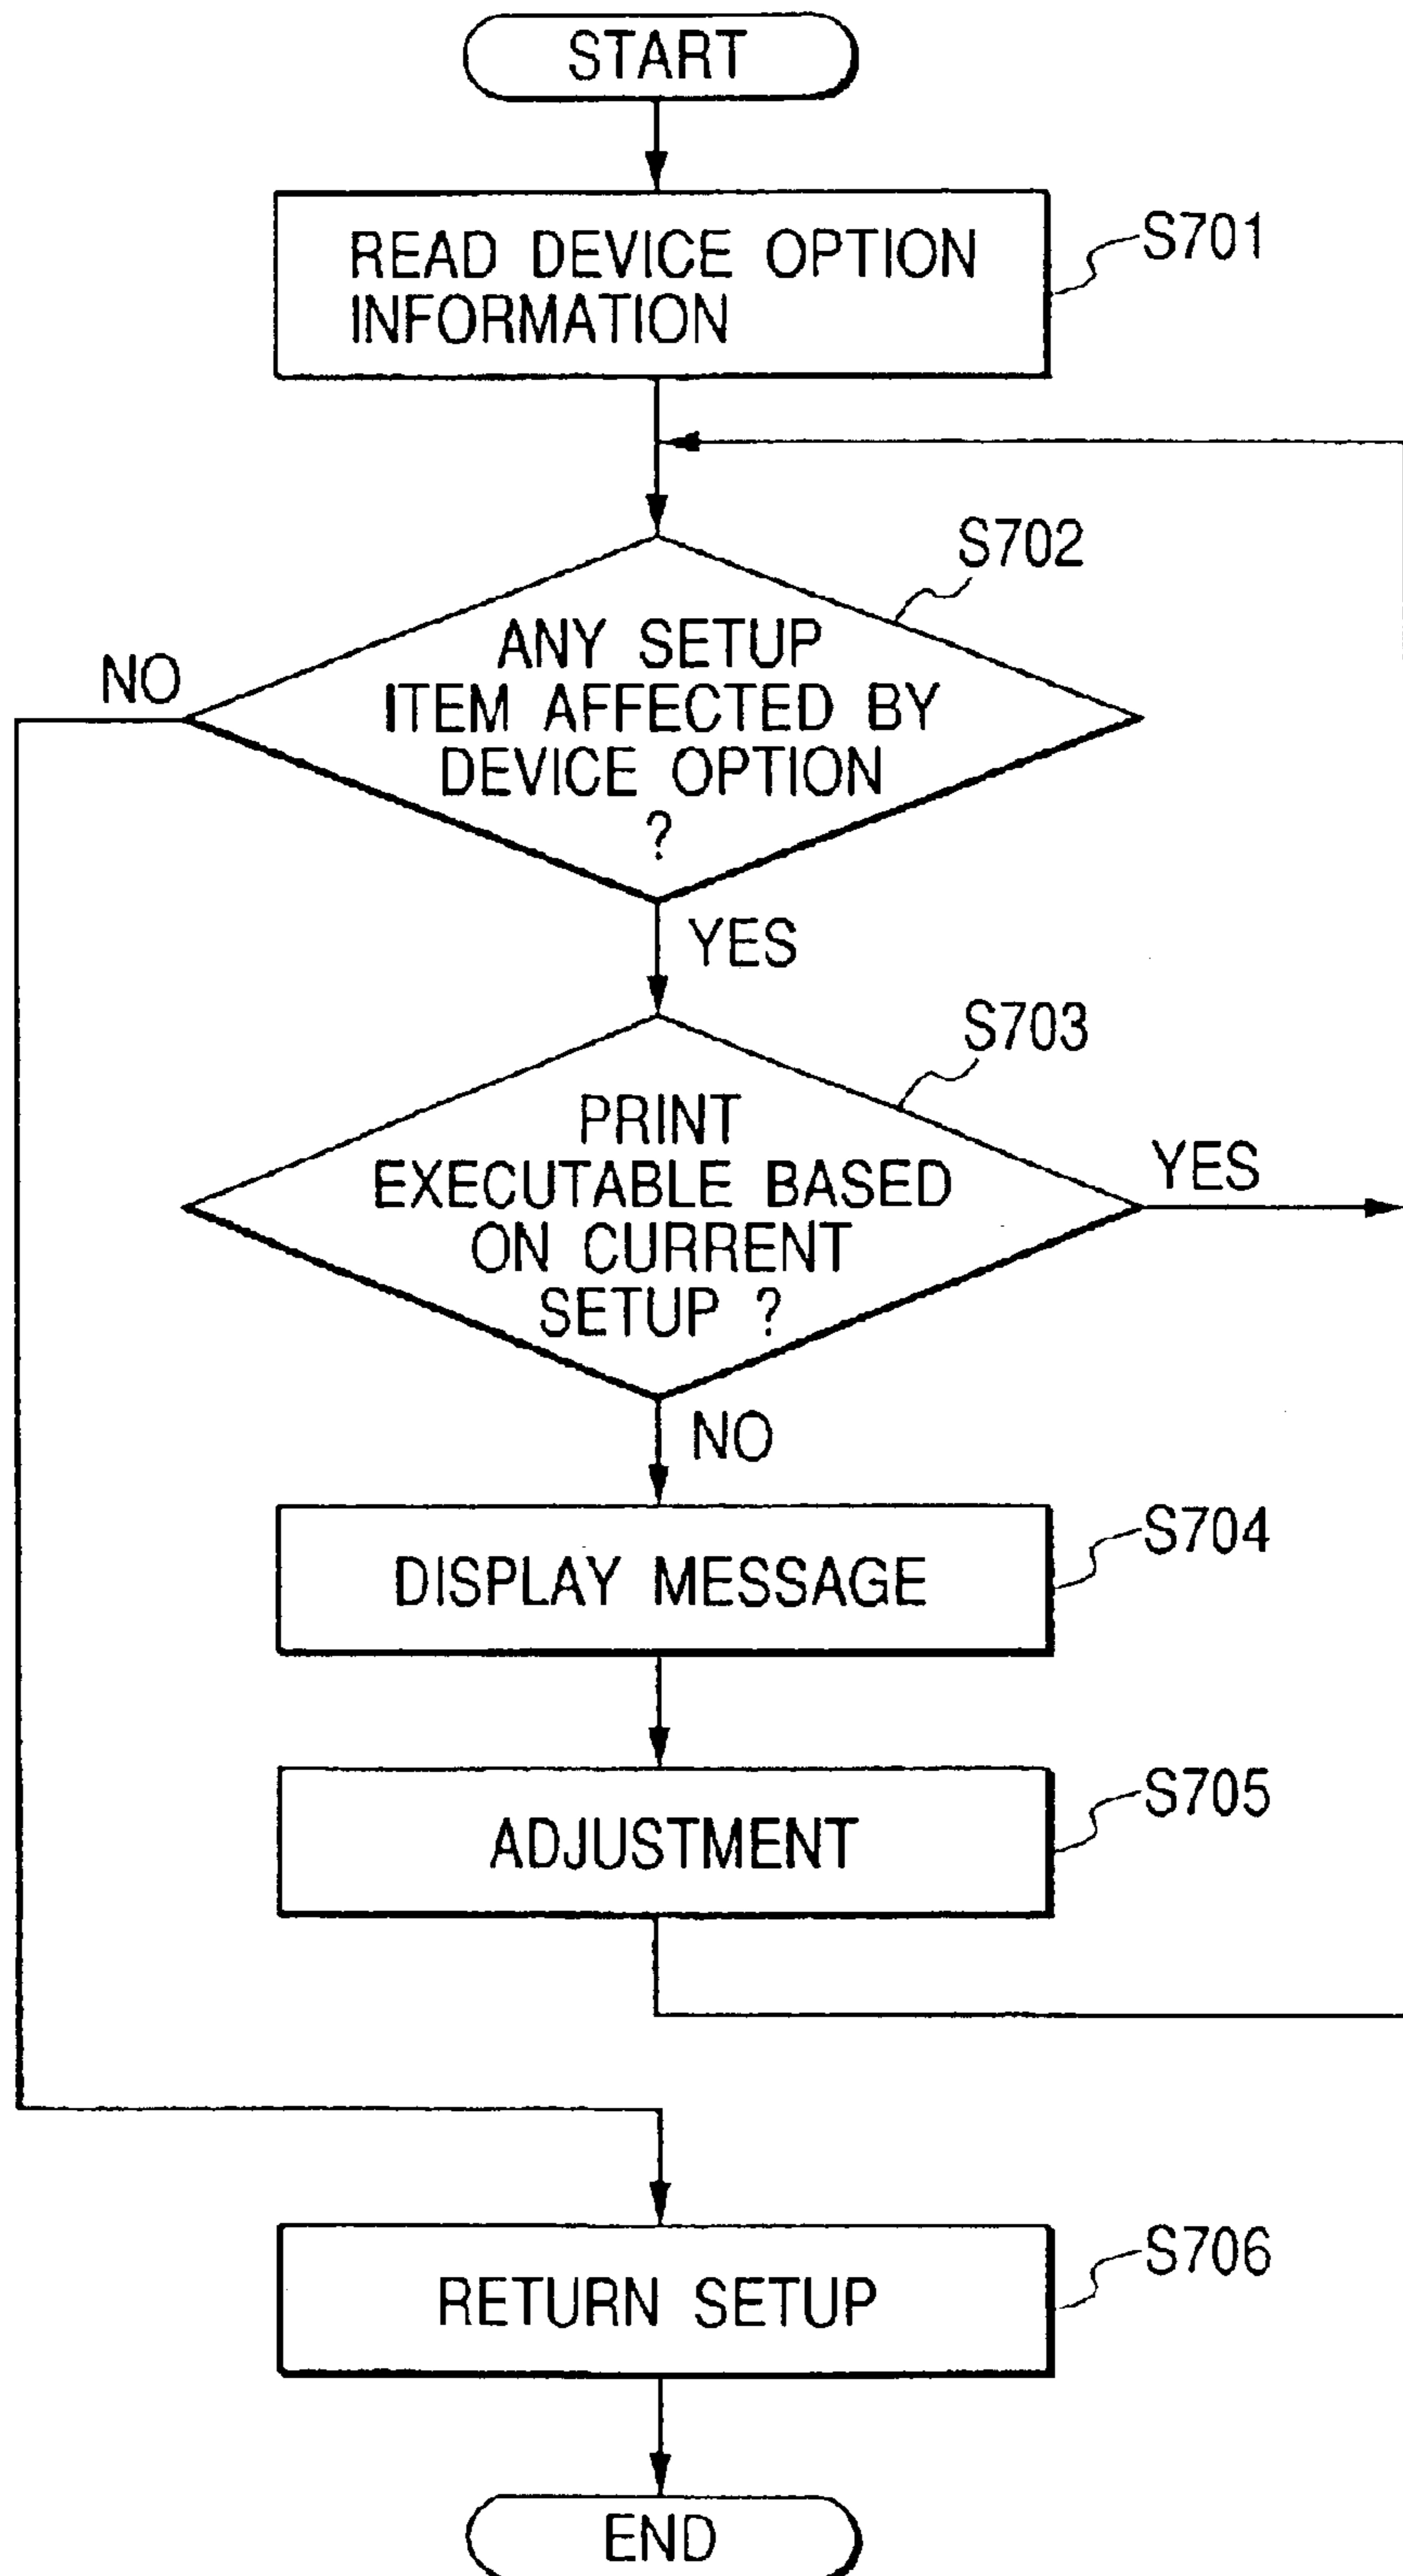 START
READ DEVICE OPTION
INFORMATION
S701
S702
ANY SETUP
ITEM AFFECTED BY
DEVICE OPTION
?
NO
YES
S703
PRINT
EXECUTABLE BASED
ON CURRENT
SETUP ?
YES
NO
DISPLAY MESSAGE
S704
ADJUSTMENT
S705
RETURN SETUP
S706
END